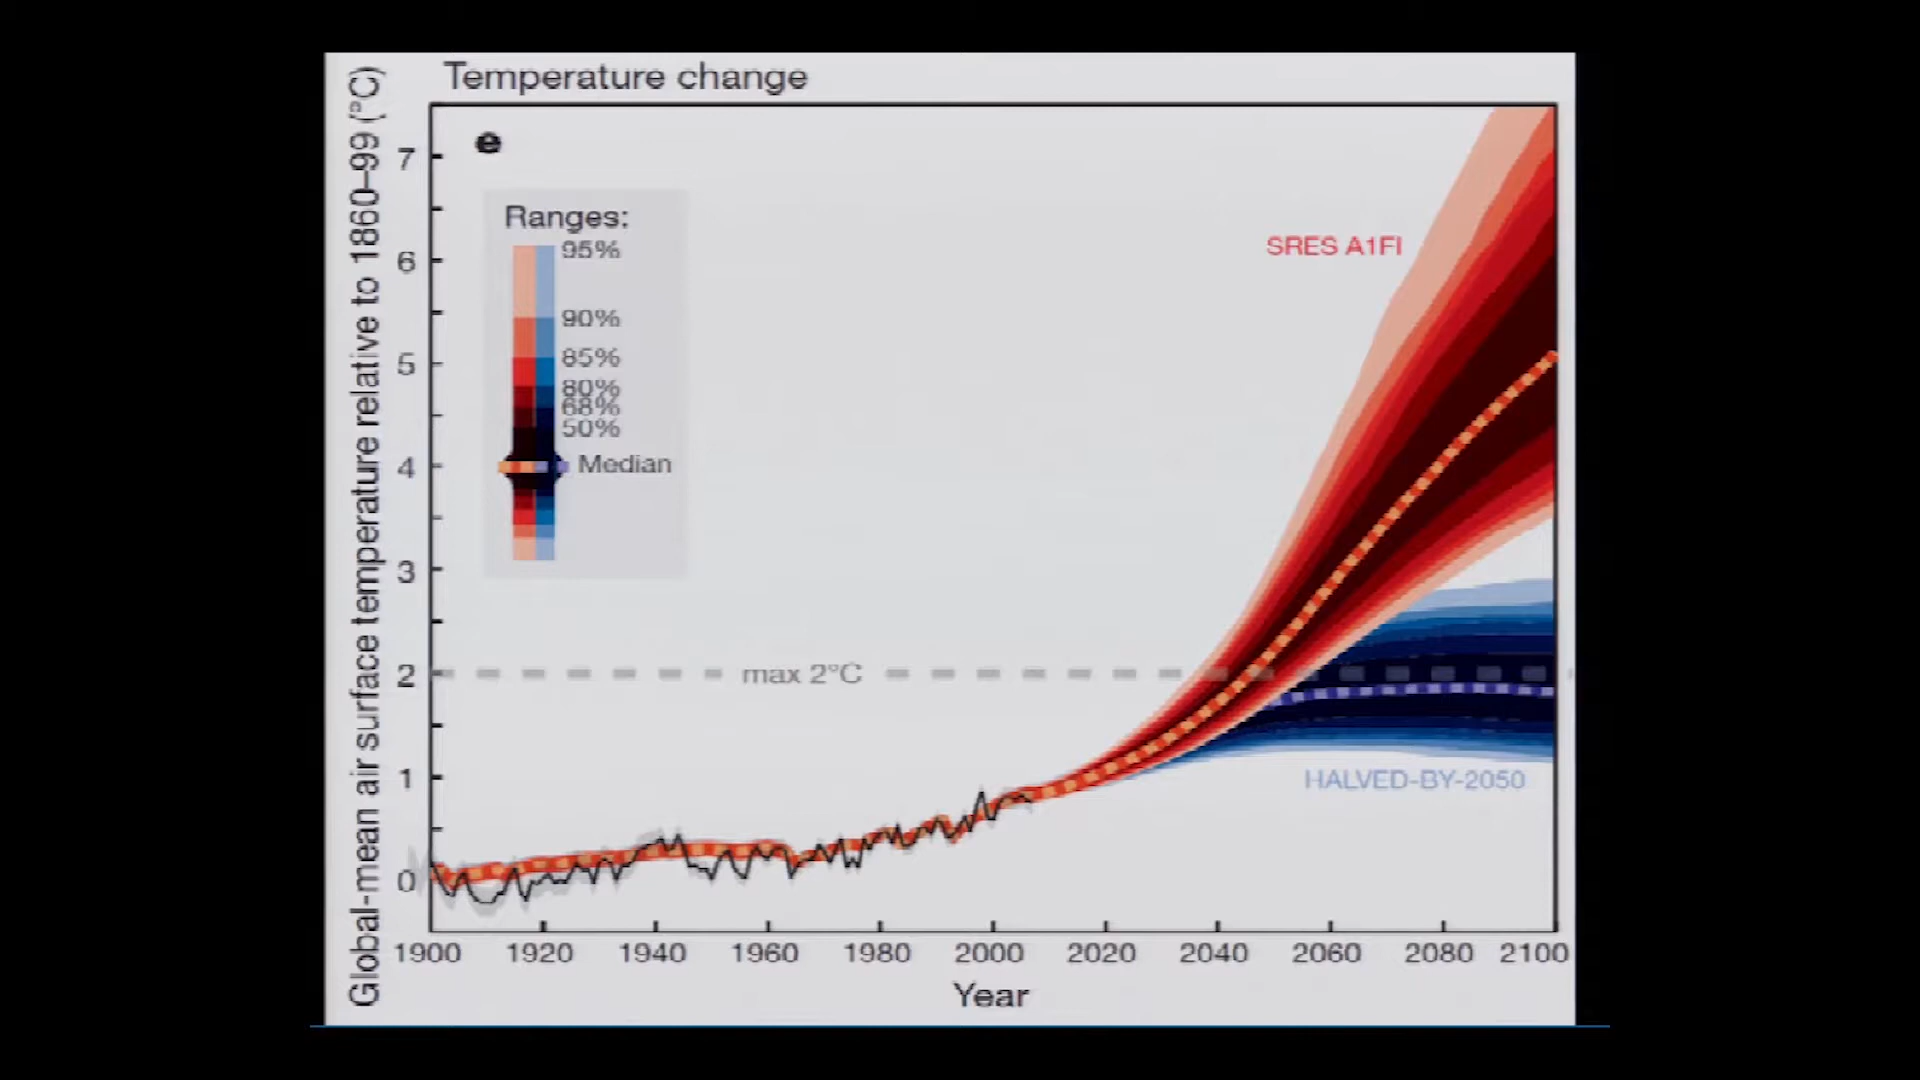 Temperature change
Global-mean air surface temperature relative to 1860–99 (°C)
e
7
6
5
4
3
2
1
0
Ranges:
95%
90%
85%
80%
68%
50%
Median
SRES A1FI
max 2°C
HALVED-BY-2050
1900 1920 1940 1960 1980 2000 2020 2040 2060 2080 2100
Year